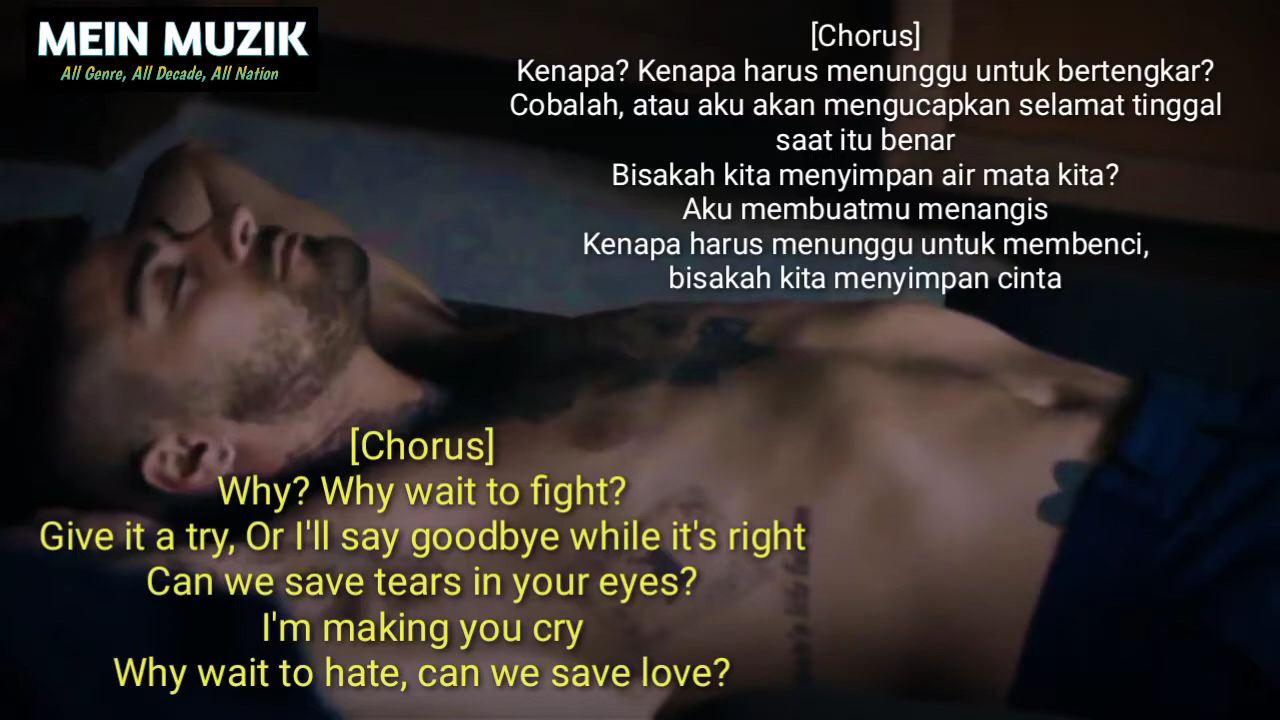 MEIN MUZIK
All Genre, All Decade, All Nation
[Chorus]
Kenapa? Kenapa harus menunggu untuk bertengkar?
Cobalah, atau aku akan mengucapkan selamat tinggal
saat itu benar
Bisakah kita menyimpan air mata kita?
Aku membuatmu menangis
Kenapa harus menunggu untuk membenci,
bisakah kita menyimpan cinta
[Chorus]
Why? Why wait to fight?
Give it a try, Or I'll say goodbye while it's right
Can we save tears in your eyes?
I'm making you cry
Why wait to hate, can we save love?